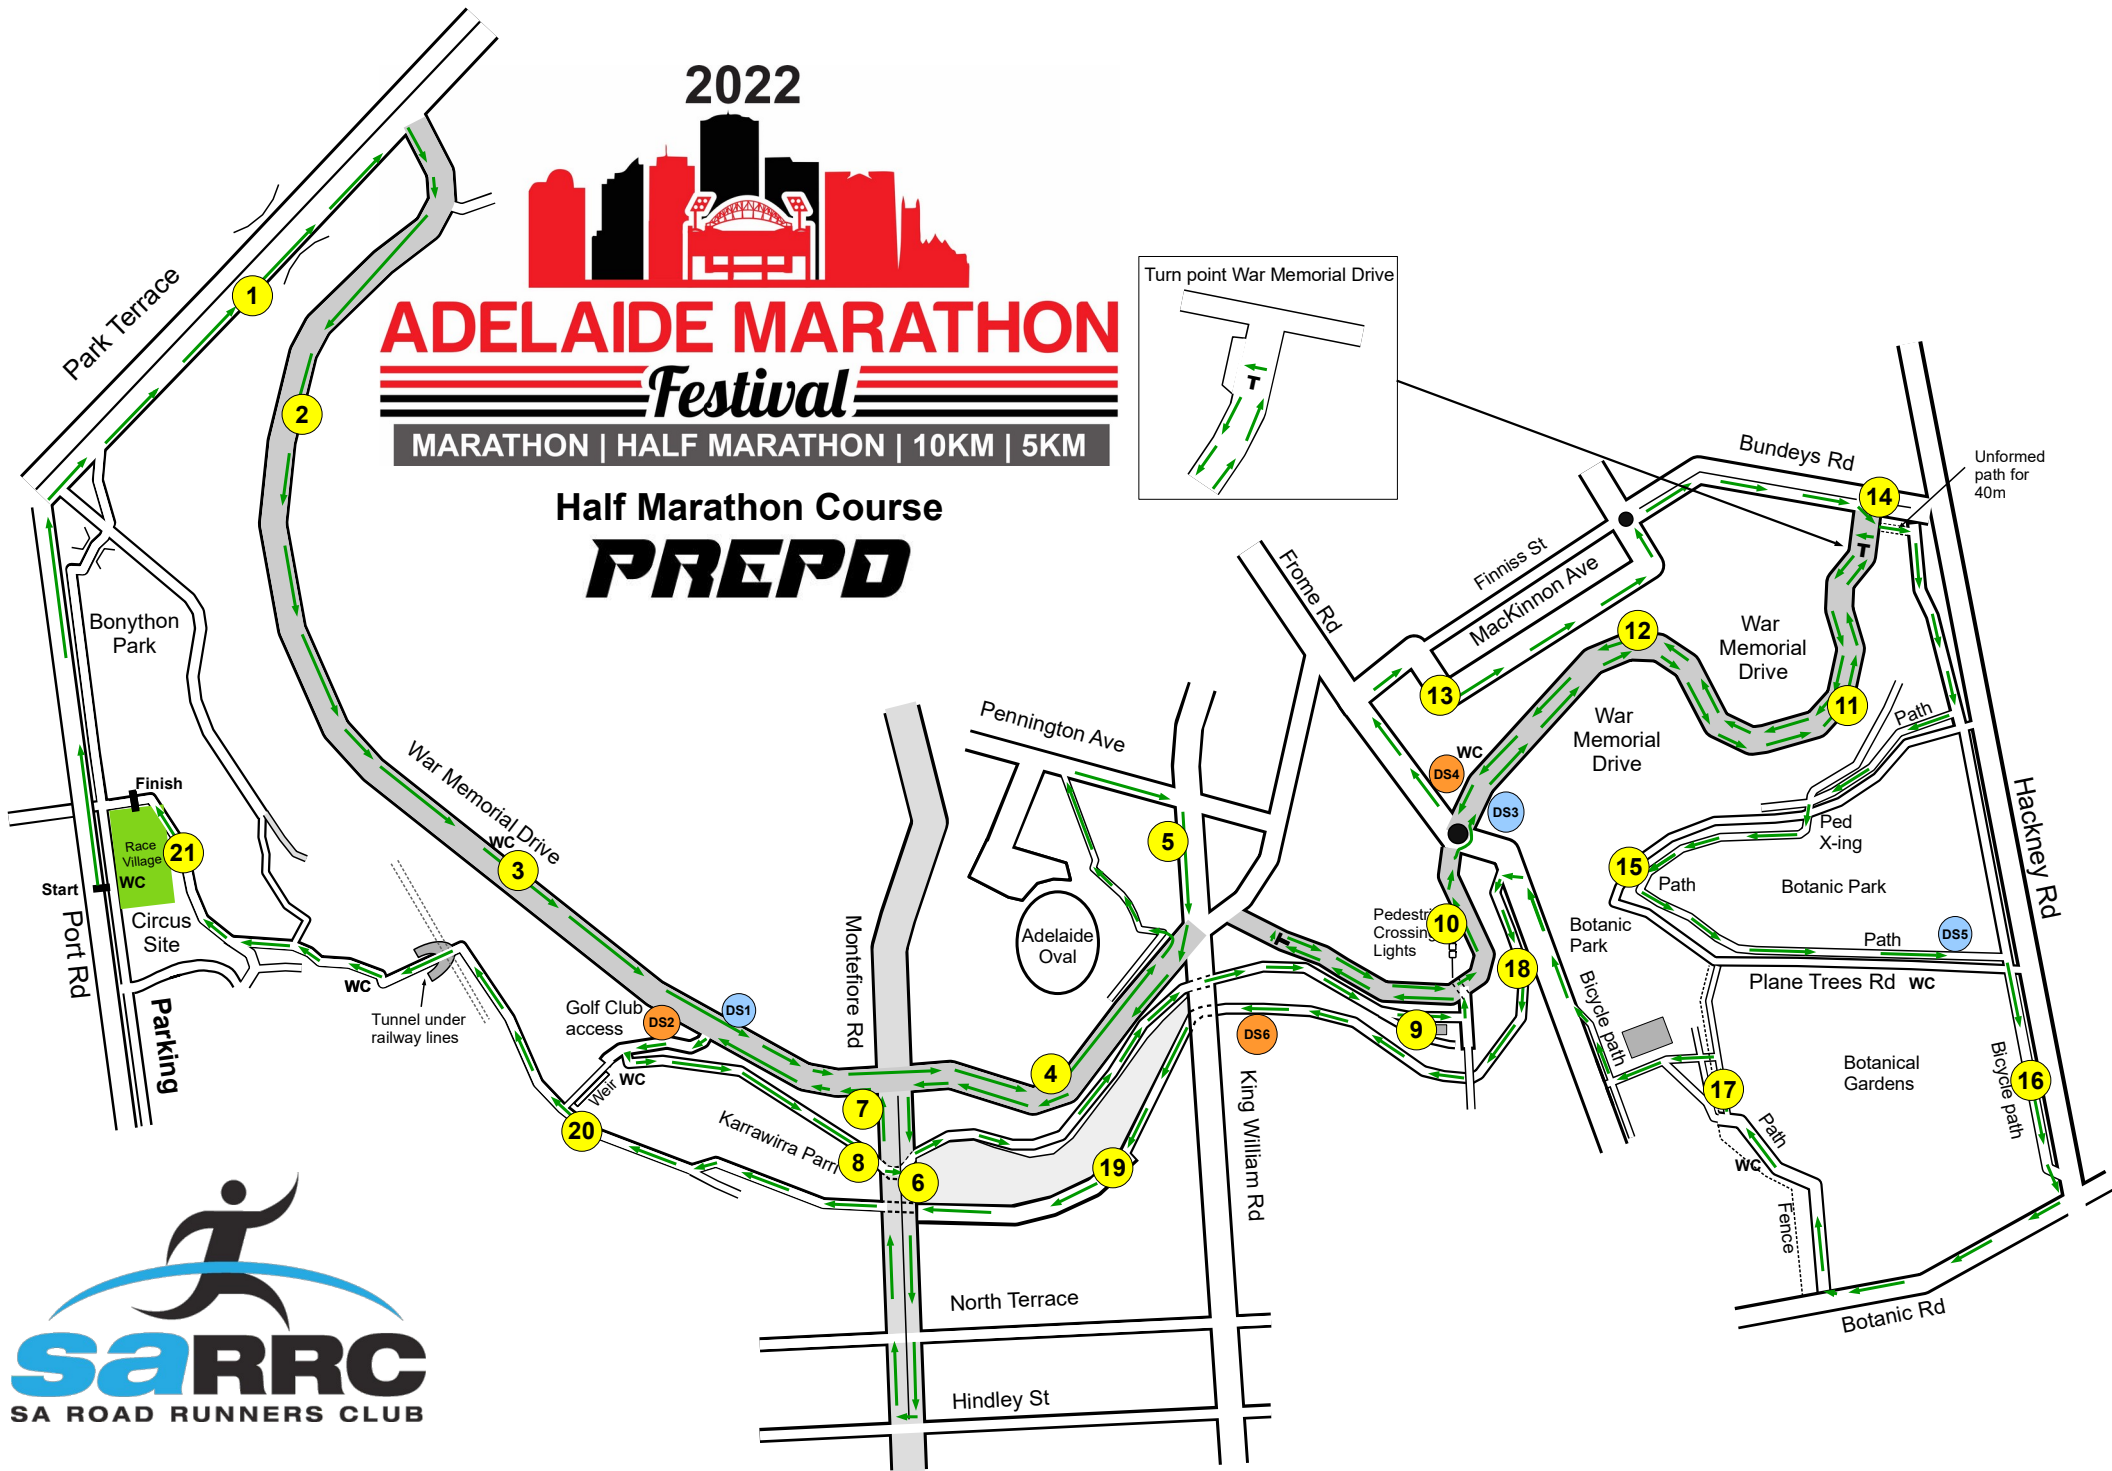 2022
ADELAIDE MARATHON
Festival
MARATHON | HALF MARATHON | 10KM | 5KM
Half Marathon Course
PREPD
Turn point War Memorial Drive
T
Park Terrace
1
2
Bundeys Rd
14
Unformed
path for
40m
T
Finniss St
MacKinnon Ave
Frome Rd
Bonython
Park
12
War
Memorial
Drive
13
11
Path
War
Memorial
Drive
Pennington Ave
War Memorial Drive
WC
DS4
DS3
Hackney Rd
Finish
Race
Village
WC
21
Start
Port Rd
Circus
Site
WC
3
5
Ped
X-ing
15
Path
Botanic Park
Montefiore Rd
Adelaide
Oval
T
Pedestri
Crossing
Lights
10
Botanic
Park
Path
DS5
18
Plane Trees Rd
WC
WC
Parking
Tunnel under
railway lines
Golf Club
access
DS2
DS1
9
DS6
Bicycle path
Bicycle path
WC
Weir
4
7
King William Rd
Botanical
Gardens
16
17
20
Karrawirra Parri
8
6
19
Path
WC
Fence
North Terrace
Botanic Rd
Hindley St
saRRC
SA ROAD RUNNERS CLUB